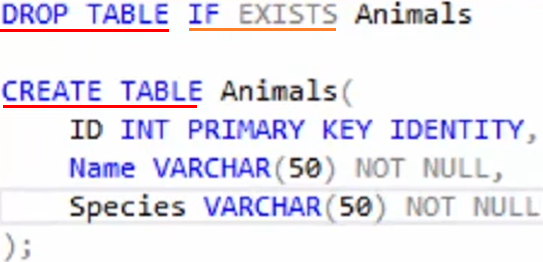 DROP TABLE IF EXISTS Animals
CREATE TABLE Animals(
ID INT PRIMARY KEY IDENTITY,
Name VARCHAR(50) NOT NULL,
Species VARCHAR(50) NOT NULL
);